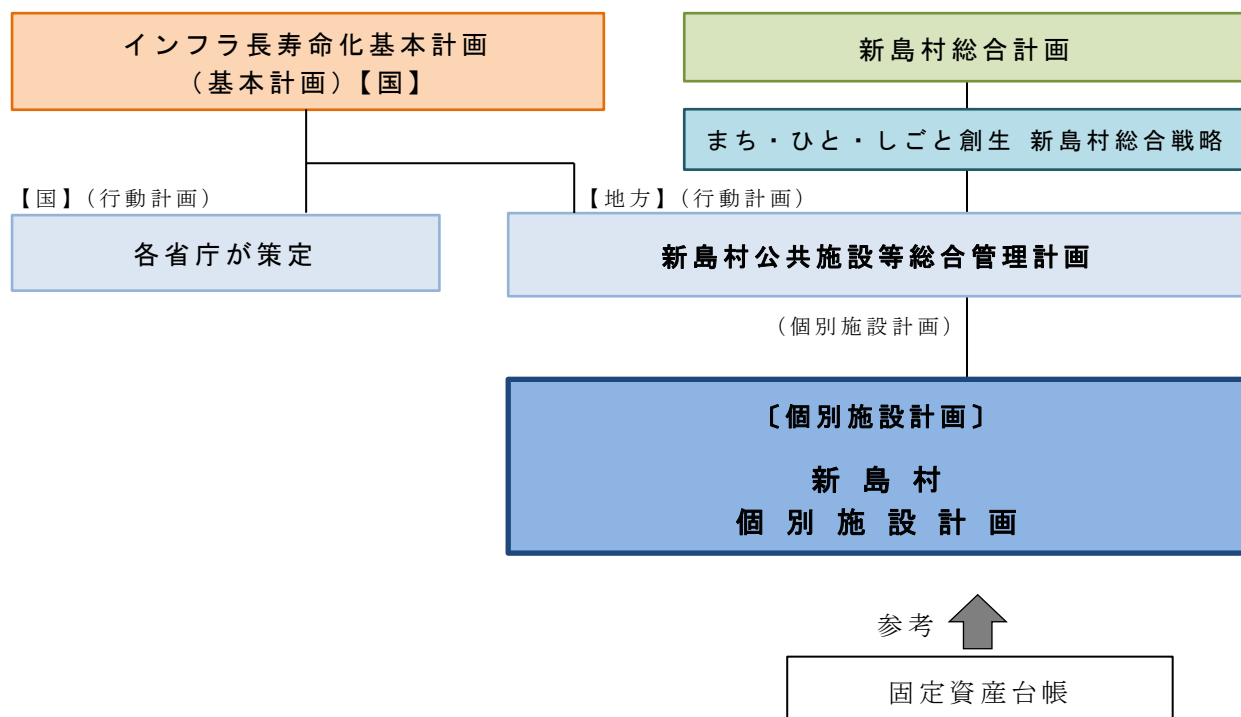 インフラ長寿命化基本計画
（基本計画）【国】
新島村総合計画
まち・ひと・しごと創生 新島村総合戦略
【国】（行動計画）
【地方】（行動計画）
各省庁が策定
新島村公共施設等総合管理計画
（個別施設計画）
〔個別施設計画〕
新島村
個別施設計画
参考
固定資産台帳